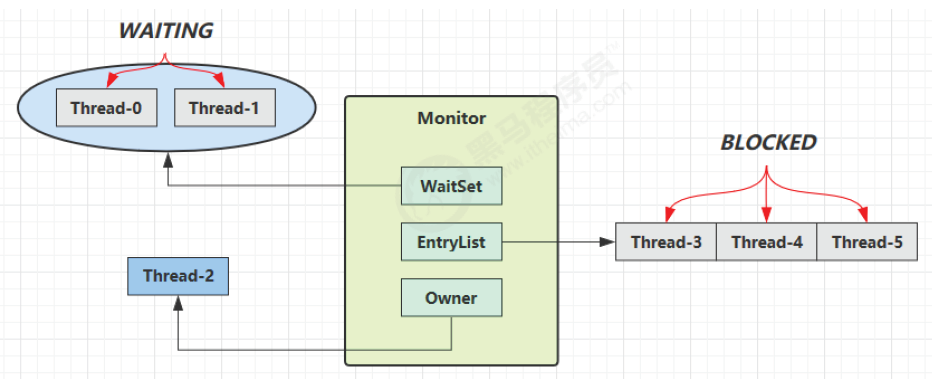 WAITING
Thread-0
Thread-1
Monitor
WaitSet
EntryList
Owner
Thread-2
BLOCKED
Thread-3
Thread-4
Thread-5
黑马程序员
www.itheima.com